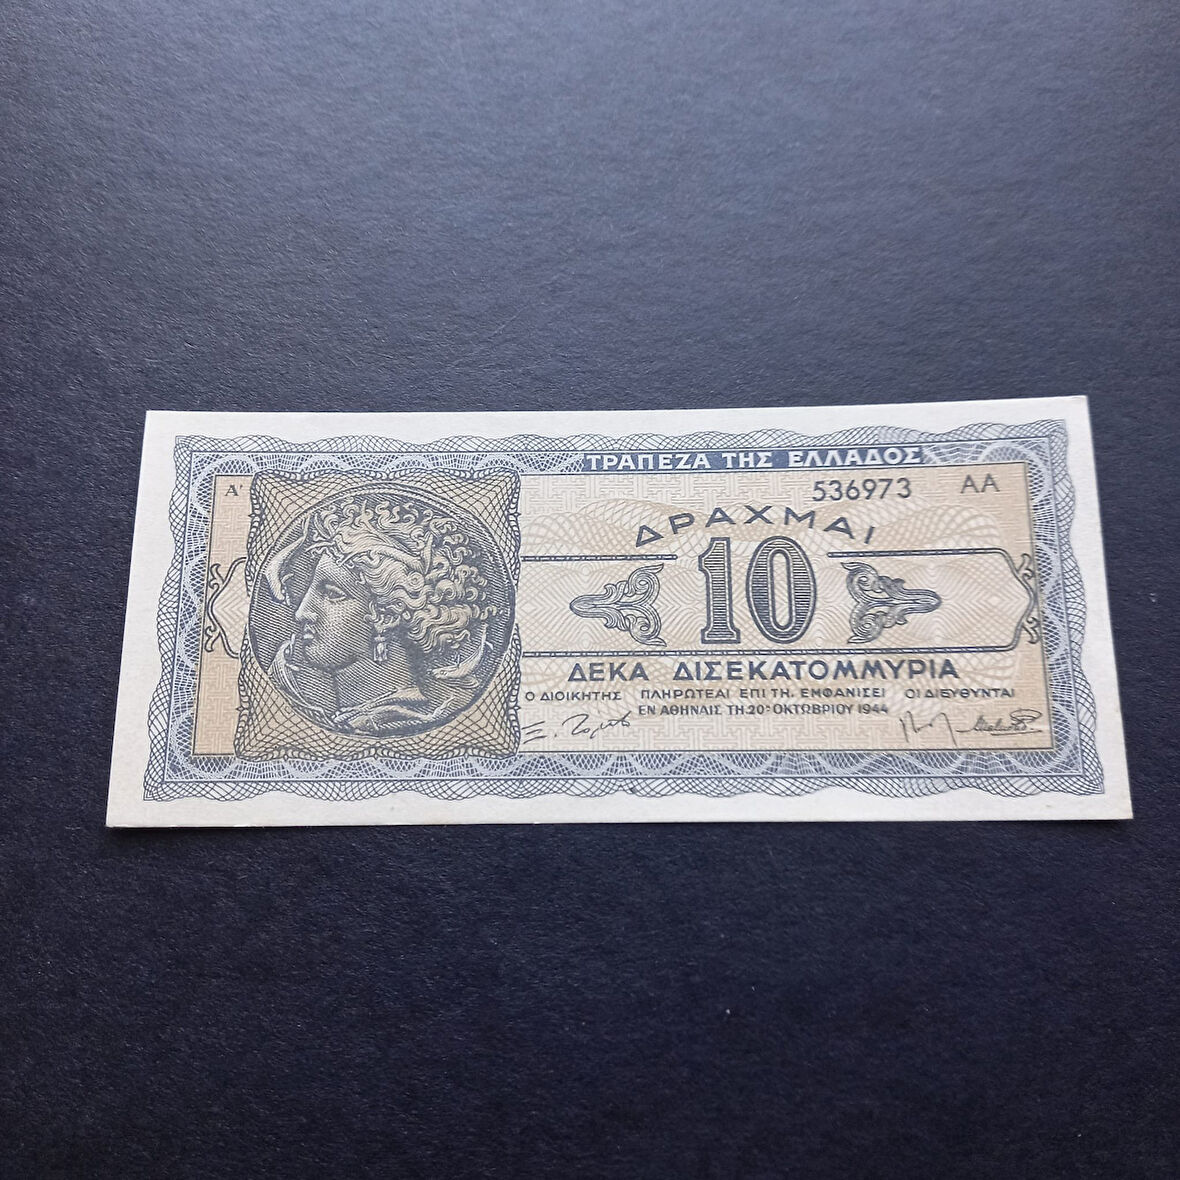 ΤΡΑΠΕΖΑ ΤΗΣ ΕΛΛΑΔΟΣ
Α' 536973 ΑΑ
ΔΡΑΧΜΑΙ
10
ΔΕΚΑ ΔΙΣΕΚΑΤΟΜΜΥΡΙΑ
Ο ΔΙΟΙΚΗΤΗΣ ΠΛΗΡΩΤΕΑΙ ΕΠΙ ΤΗ, ΕΜΦΑΝΙΣΕΙ ΟΙ ΔΙΕΥΘΥΝΤΑΙ
ΕΝ ΑΘΗΝΑΙΣ ΤΗ 20ῌ ΟΚΤΩΒΡΙΟΥ 1944